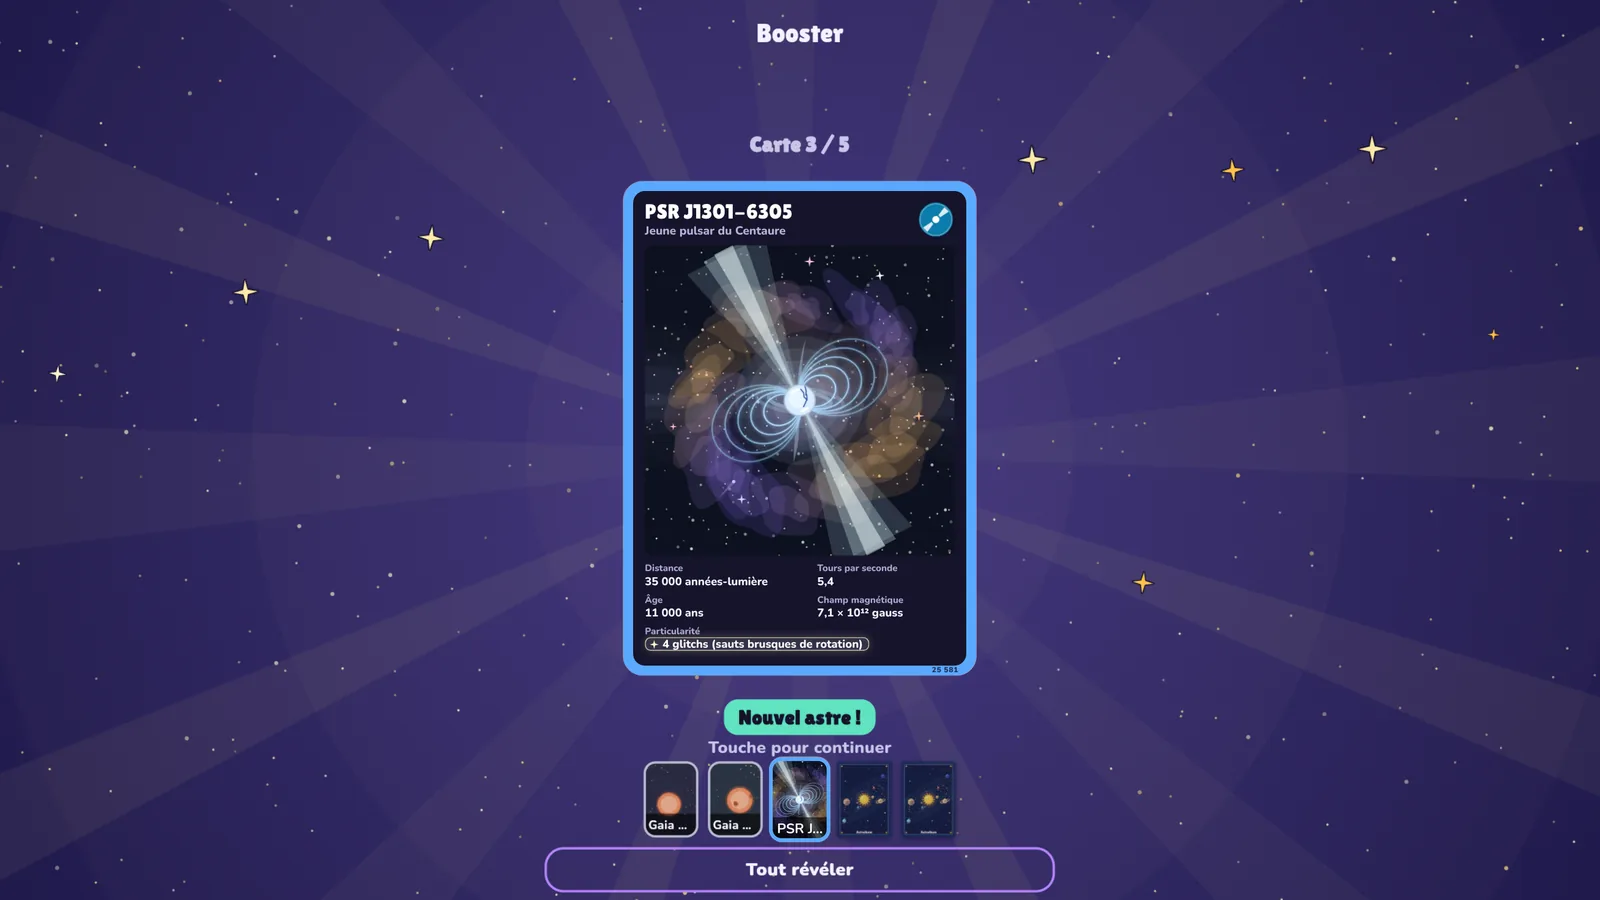 Booster
Carte 3 / 5
PSR J1301-6305
Jeune pulsar du Centaure
Distance
35 000 années-lumière
Tours par seconde
5,4
Âge
11 000 ans
Champ magnétique
7,1 × 10¹² gauss
Particularité
+ 4 glitchs (sauts brusques de rotation)
25 581
Nouvel astre !
Touche pour continuer
Gaia ...
Gaia ...
PSR J...
Tout révéler